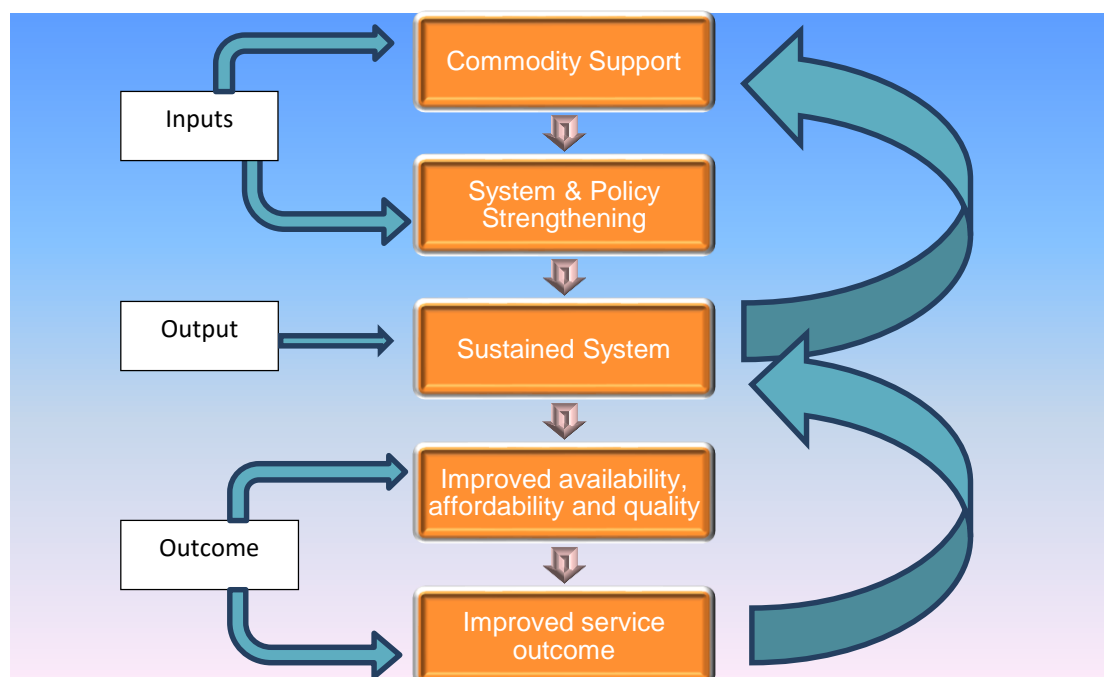 Commodity Support
Inputs
System & Policy
Strengthening
Output
Sustained System
Improved availability,
affordability and quality
Outcome
Improved service
outcome